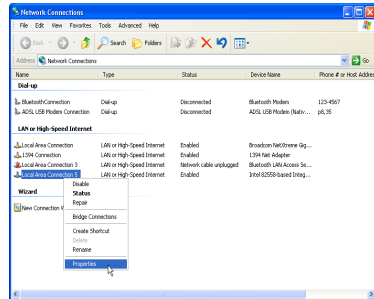 Network Connections
File Edit View Favorites Tools Advanced Help
Back Search Folders
Address Network Connections Go
Name Type Status Device Name Phone # or Host Addres
Dial-up
BluetoothConnection Dial-up Disconnected Bluetooth Modem 123-4567
ADSL USB Modem Connection Dial-up Disconnected ADSL USB Modem (Nativ... p8,35
LAN or High-Speed Internet
Local Area Connection LAN or High-Speed Internet Enabled Broadcom NetXtreme Gig...
1394 Connection LAN or High-Speed Internet Enabled 1394 Net Adapter
Local Area Connection 3 LAN or High-Speed Internet Network cable unplugged Bluetooth LAN Access Se...
Local Area Connection 5 LAN or High-Speed Internet Enabled Intel 82558-based Integ...
Disable
Wizard Status
Repair
New Connection W
Bridge Connections
Create Shortcut
Delete
Rename
Properties